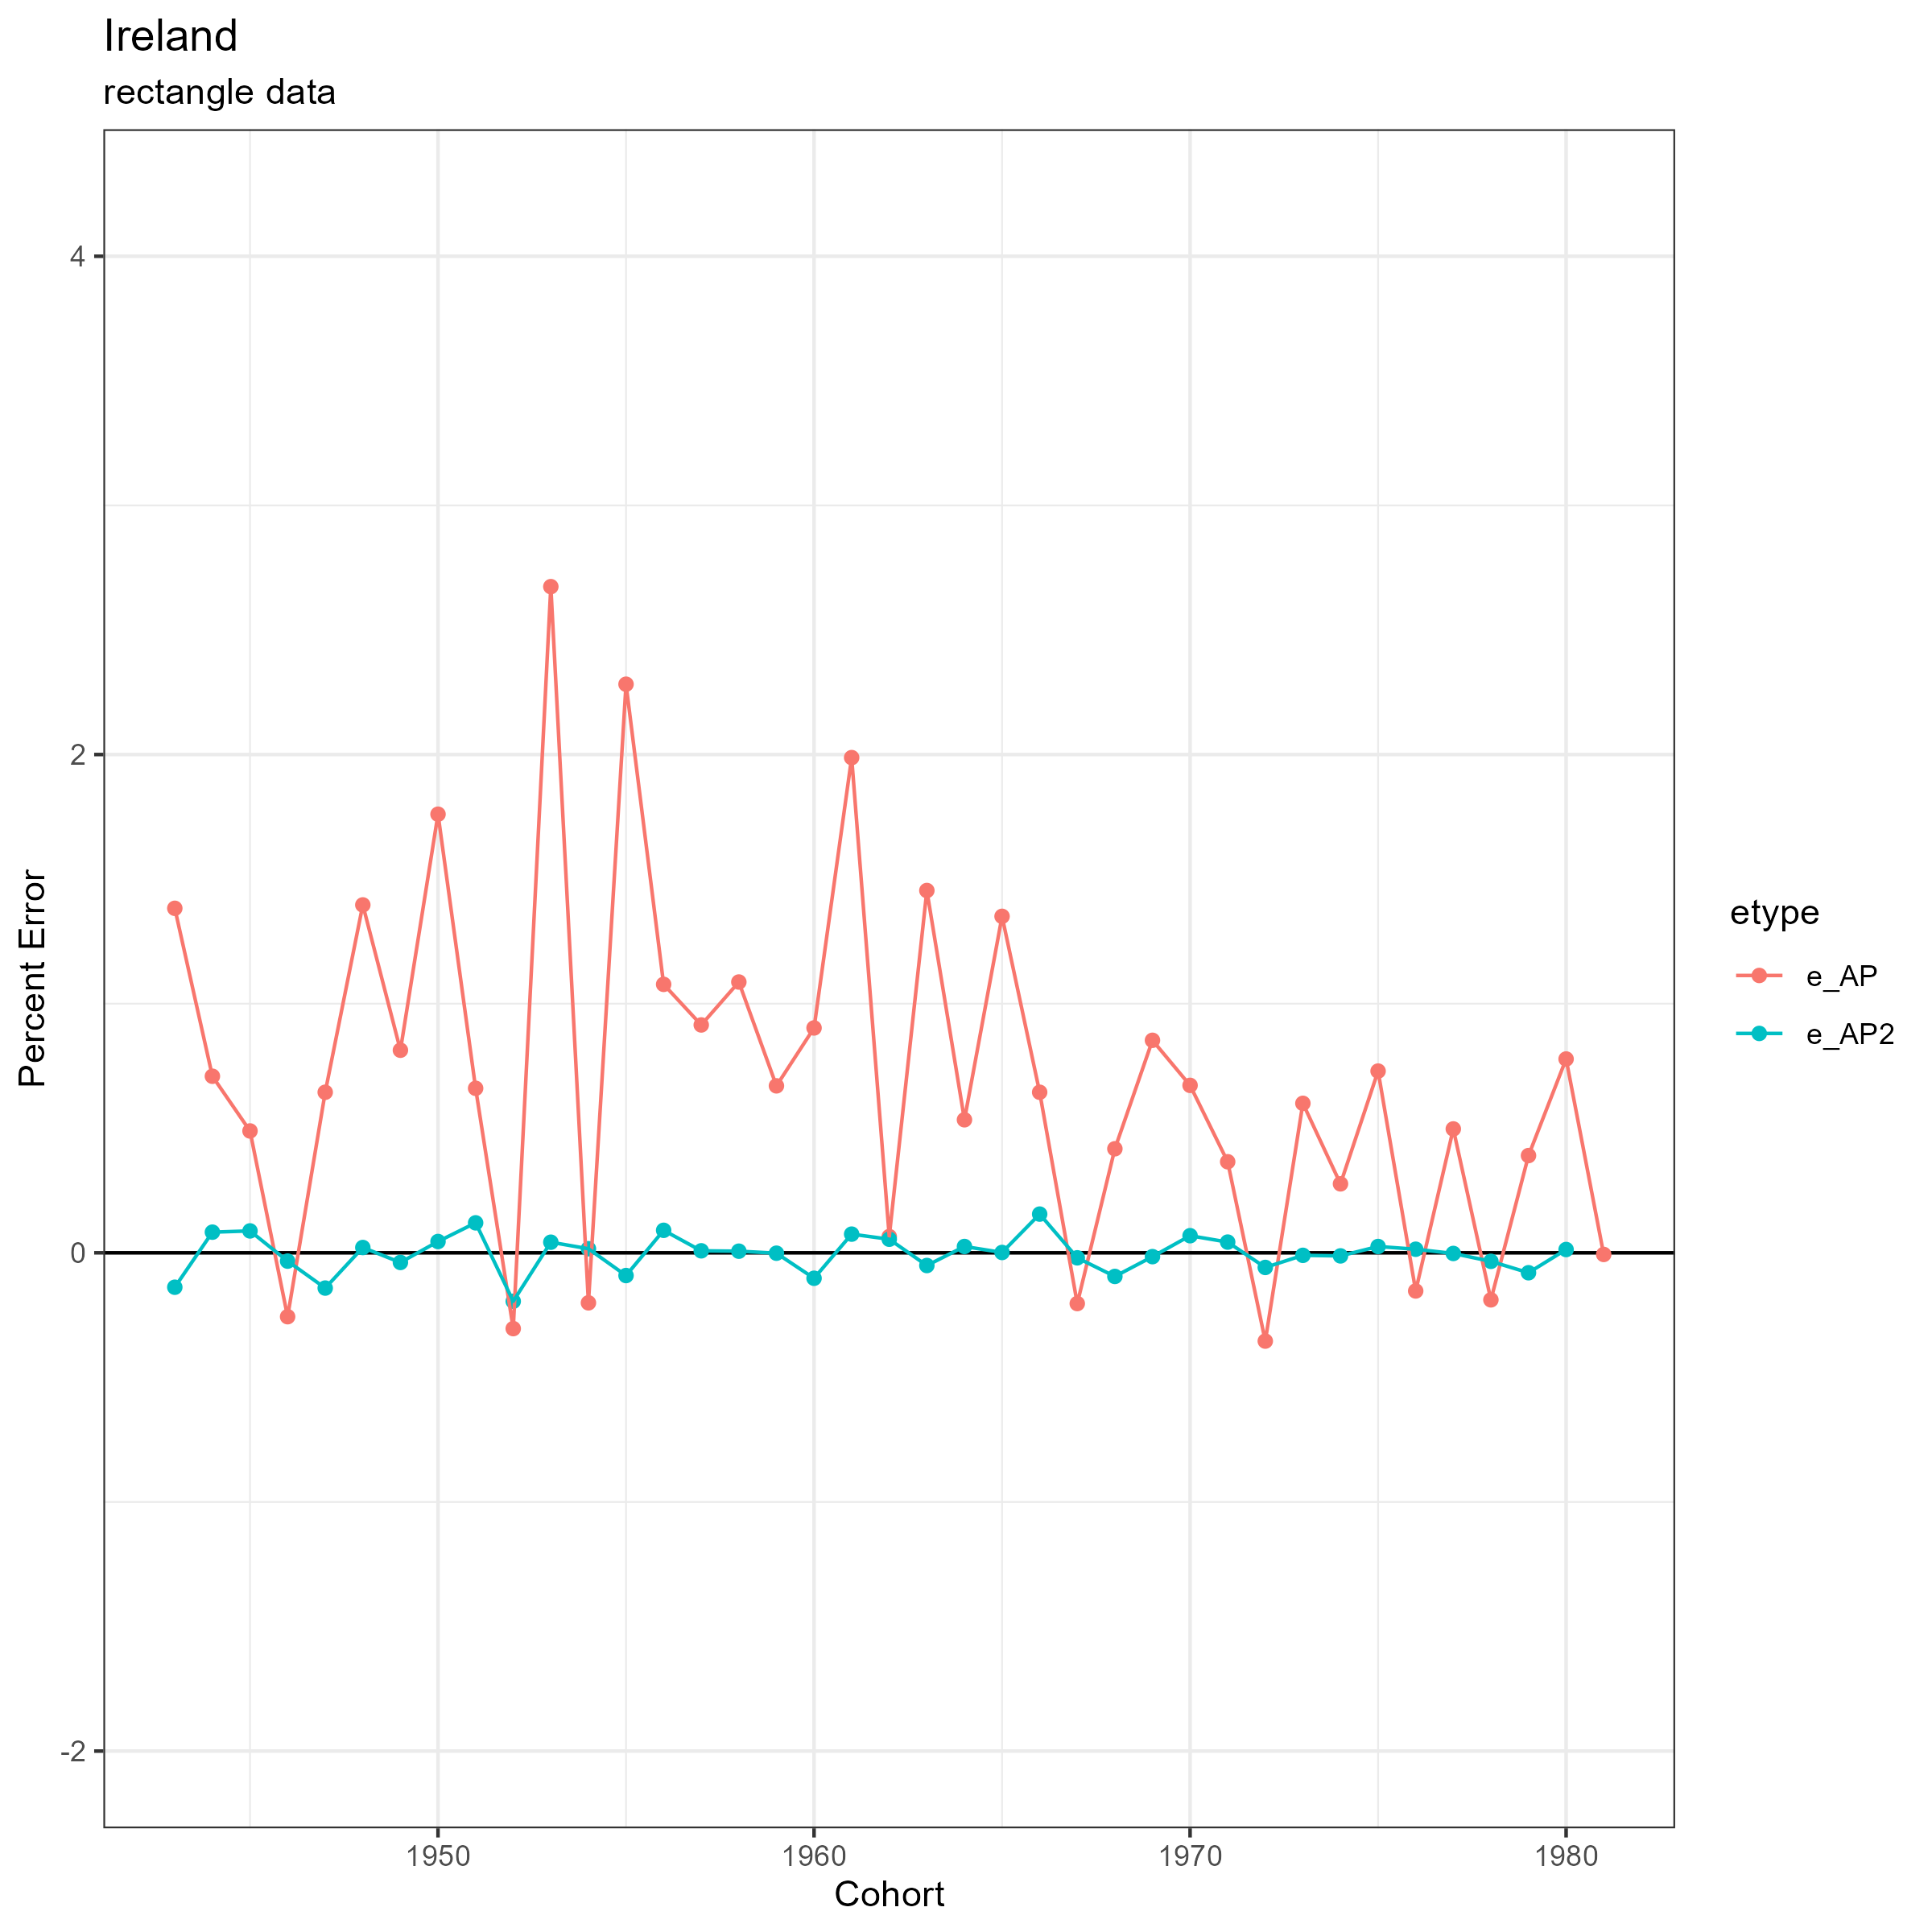 Ireland
rectangle data
4
2
0
-2
Percent Error
1950
1960
1970
1980
Cohort
etype
e_AP
e_AP2